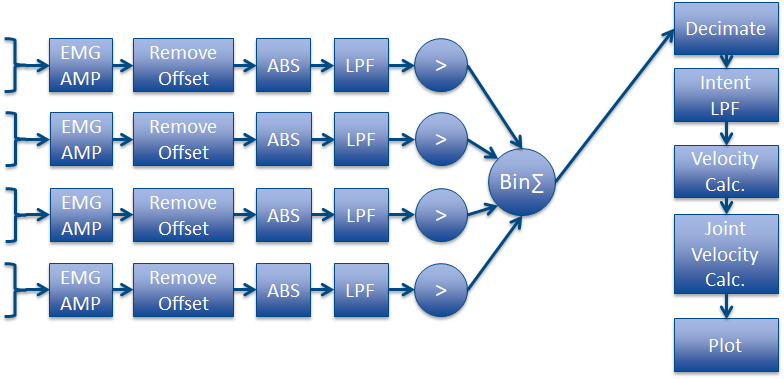 EMG
AMP
Remove
Offset
ABS
LPF
>
EMG
AMP
Remove
Offset
ABS
LPF
>
EMG
AMP
Remove
Offset
ABS
LPF
>
EMG
AMP
Remove
Offset
ABS
LPF
>
Bin∑
Decimate
Intent
LPF
Velocity
Calc.
Joint
Velocity
Calc.
Plot